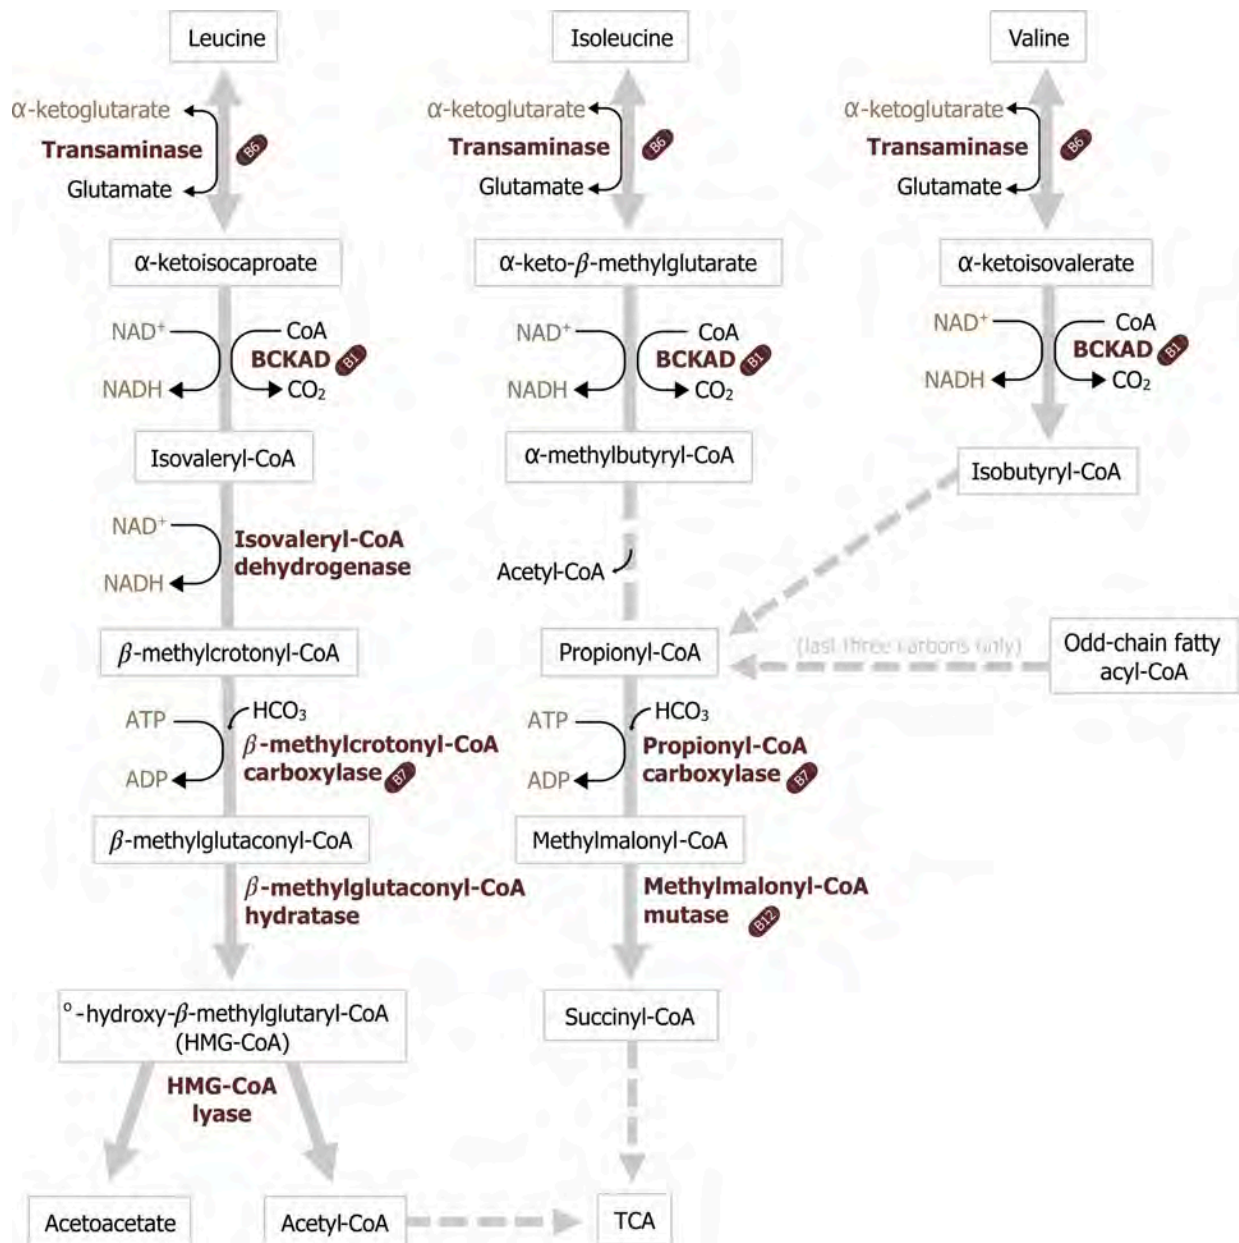 Leucine
Isoleucine
Valine
α-ketoglutarate
Transaminase
B6
Glutamate
α-ketoglutarate
Transaminase
B6
Glutamate
α-ketoglutarate
Transaminase
B6
Glutamate
α-ketoisocaproate
α-keto-β-methylglutarate
α-ketoisovalerate
NAD⁺
CoA
BCKAD
B1
NADH
CO₂
NAD⁺
CoA
BCKAD
B1
NADH
CO₂
NAD⁺
CoA
BCKAD
B1
NADH
CO₂
Isovaleryl-CoA
α-methylbutyryl-CoA
Isobutyryl-CoA
NAD⁺
Isovaleryl-CoA
dehydrogenase
NADH
Acetyl-CoA
β-methylcrotonyl-CoA
Propionyl-CoA
(last three carbons only)
Odd-chain fatty
acyl-CoA
ATP
HCO₃
β-methylcrotonyl-CoA
carboxylase
B7
ADP
ATP
HCO₃
Propionyl-CoA
carboxylase
B7
ADP
β-methylglutaconyl-CoA
Methylmalonyl-CoA
β-methylglutaconyl-CoA
hydratase
Methylmalonyl-CoA
mutase
B12
°-hydroxy-β-methylglutaryl-CoA
(HMG-CoA)
Succinyl-CoA
HMG-CoA
lyase
Acetoacetate
Acetyl-CoA
TCA